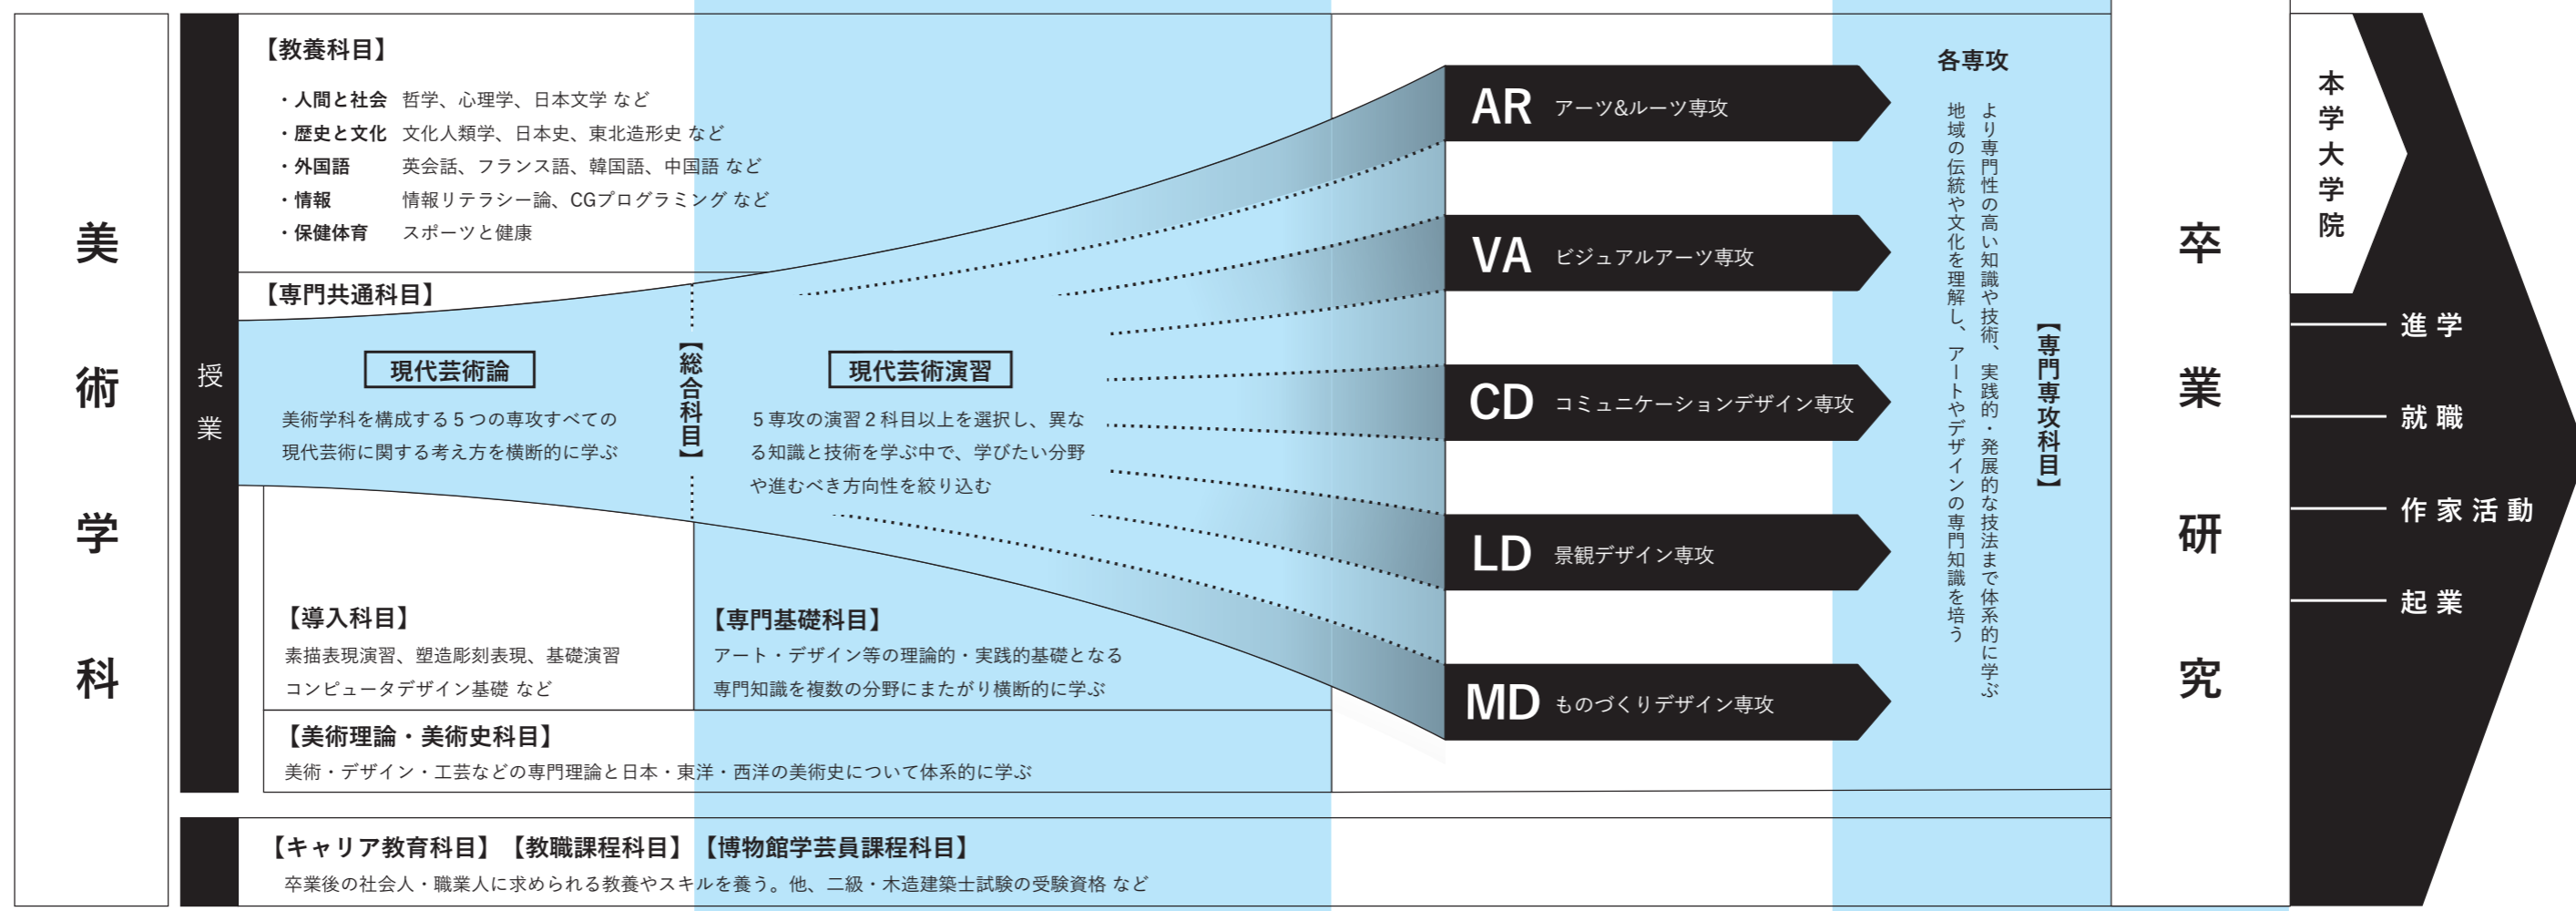 美術学科
授業
【教養科目】
・人間と社会 哲学、心理学、日本文学 など
・歴史と文化 文化人類学、日本史、東北造形史 など
・外国語 英会話、フランス語、韓国語、中国語 など
・情報 情報リテラシー論、CGプログラミング など
・保健体育 スポーツと健康
【専門共通科目】
現代芸術論
美術学科を構成する5つの専攻すべての
現代芸術に関する考え方を横断的に学ぶ
【総合科目】
現代芸術演習
5専攻の演習2科目以上を選択し、異な
る知識と技術を学ぶ中で、学びたい分野
や進むべき方向性を絞り込む
【導入科目】
素描表現演習、塑造彫刻表現、基礎演習
コンピュータデザイン基礎 など
【専門基礎科目】
アート・デザイン等の理論的・実践的基礎となる
専門知識を複数の分野にまたがり横断的に学ぶ
【美術理論・美術史科目】
美術・デザイン・工芸などの専門理論と日本・東洋・西洋の美術史について体系的に学ぶ
【キャリア教育科目】【教職課程科目】【博物館学芸員課程科目】
卒業後の社会人・職業人に求められる教養やスキルを養う。他、二級・木造建築士試験の受験資格 など
AR アーツ&ルーツ専攻
VA ビジュアルアーツ専攻
CD コミュニケーションデザイン専攻
LD 景観デザイン専攻
MD ものづくりデザイン専攻
各専攻
【専門専攻科目】
より専門性の高い知識や技術、実践的・発展的な技法まで体系的に学ぶ
地域の伝統や文化を理解し、アートやデザインの専門知識を培う
卒業研究
本学大学院
進学
就職
作家活動
起業